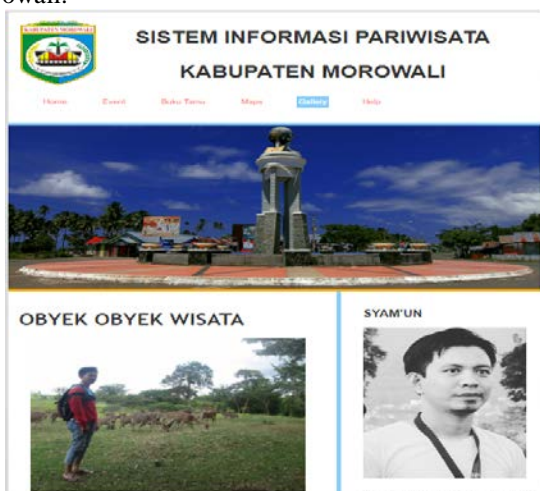 SISTEM INFORMASI PARIWISATA
KABUPATEN MOROWALI
Home Event Buku Tamu Maps Gallery Help
OBYEK OBYEK WISATA
SYAM'UN